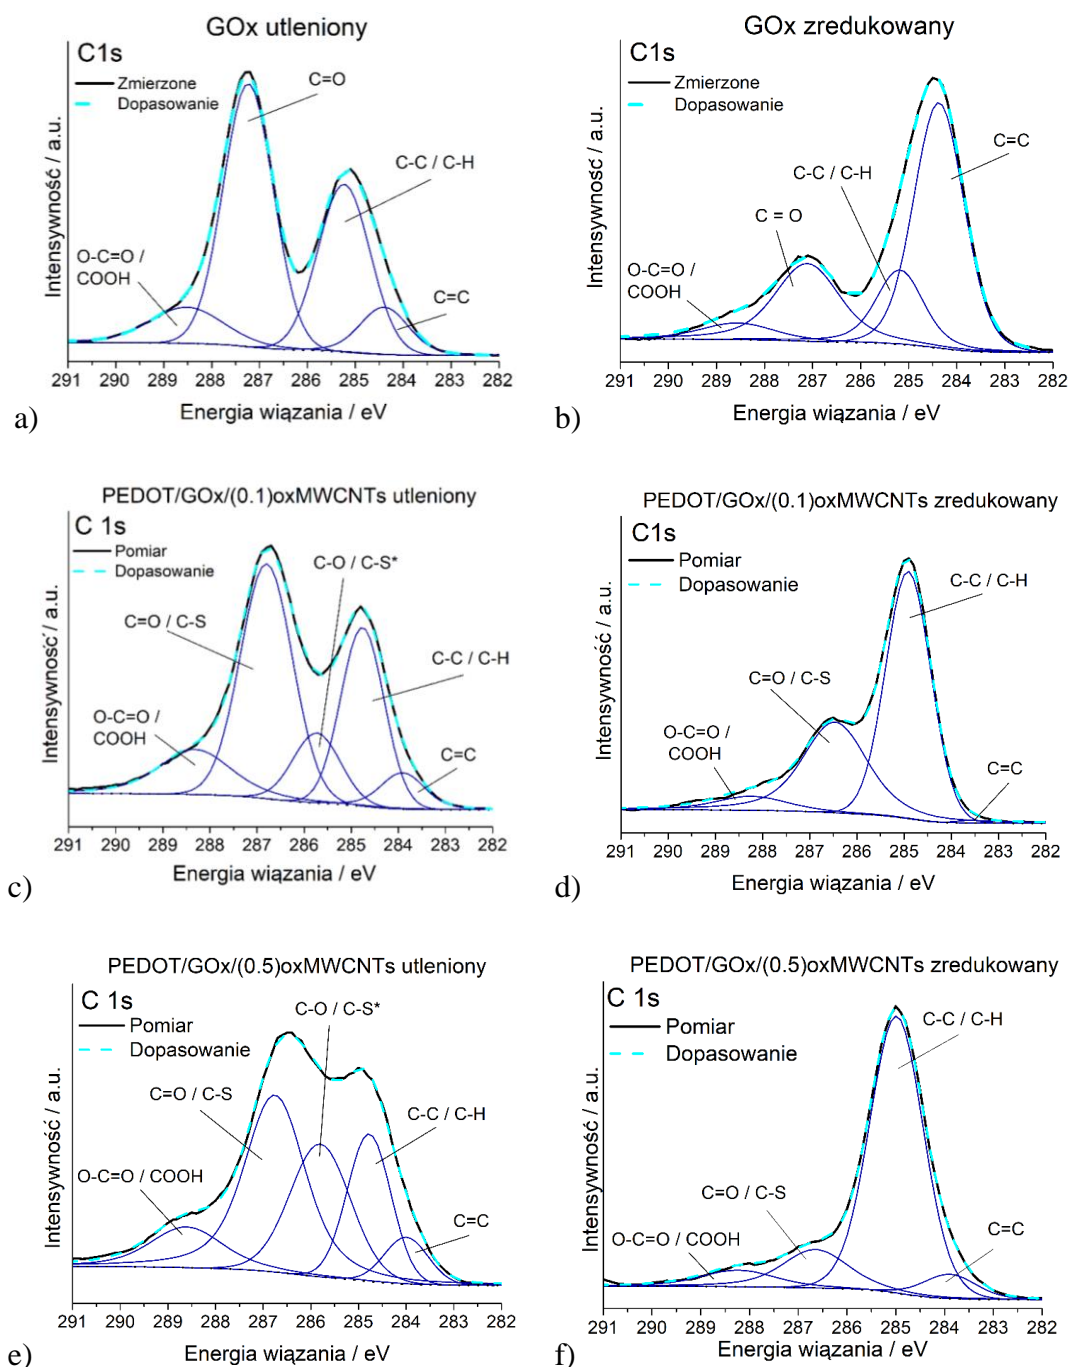 GOx utleniony
C1s
Zmierzone
Dopasowanie
C=O
C-C / C-H
O-C=O /
COOH
C=C
Intensywność / a.u.
291 290 289 288 287 286 285 284 283 282
Energia wiązania / eV
a)
GOx zredukowany
C1s
Zmierzone
Dopasowanie
C=C
C-C / C-H
C = O
O-C=O /
COOH
Intensywność / a.u.
291 290 289 288 287 286 285 284 283 282
Energia wiązania / eV
b)
PEDOT/GOx/(0.1)oxMWCNTs utleniony
C 1s
Pomiar
Dopasowanie
C-O / C-S*
C=O / C-S
C-C / C-H
O-C=O /
COOH
C=C
Intensywność / a.u.
291 290 289 288 287 286 285 284 283 282
Energia wiązania / eV
c)
PEDOT/GOx/(0.1)oxMWCNTs zredukowany
C1s
Pomiar
Dopasowanie
C-C / C-H
C=O / C-S
O-C=O /
COOH
C=C
Intensywność / a.u.
291 290 289 288 287 286 285 284 283 282
Energia wiązania / eV
d)
PEDOT/GOx/(0.5)oxMWCNTs utleniony
C 1s
Pomiar
Dopasowanie
C-O / C-S*
C=O / C-S
C-C / C-H
O-C=O / COOH
C=C
Intensywność / a.u.
291 290 289 288 287 286 285 284 283 282
Energia wiązania / eV
e)
PEDOT/GOx/(0.5)oxMWCNTs zredukowany
C 1s
Pomiar
Dopasowanie
C-C / C-H
C=O / C-S
O-C=O / COOH
C=C
Intensywność / a.u.
291 290 289 288 287 286 285 284 283 282
Energia wiązania / eV
f)